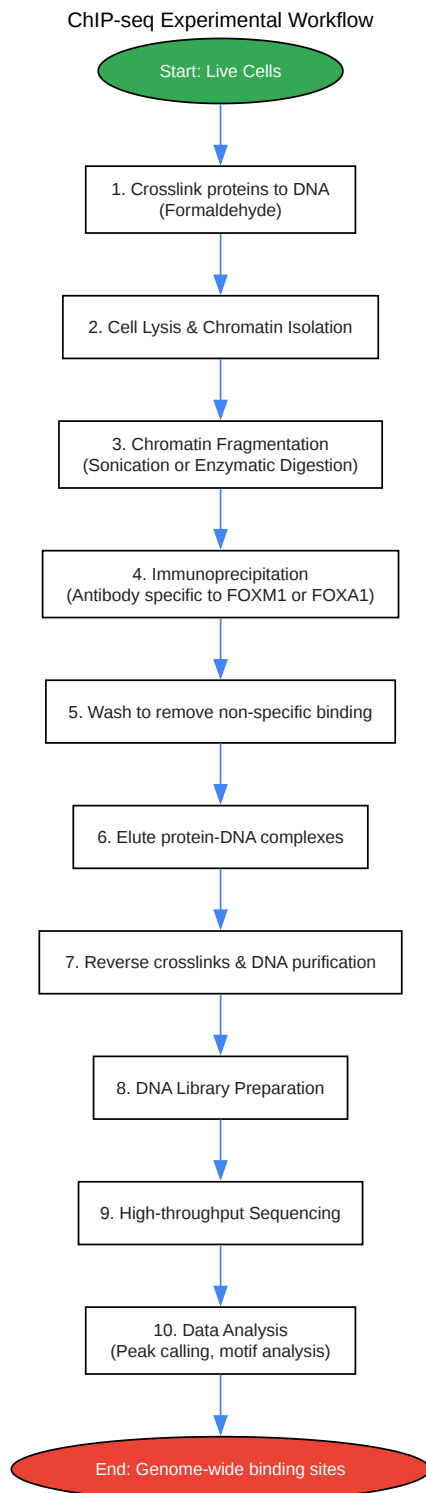 ChIP-seq Experimental Workflow
Start: Live Cells
1. Crosslink proteins to DNA
(Formaldehyde)
2. Cell Lysis & Chromatin Isolation
3. Chromatin Fragmentation
(Sonication or Enzymatic Digestion)
4. Immunoprecipitation
(Antibody specific to FOXM1 or FOXA1)
5. Wash to remove non-specific binding
6. Elute protein-DNA complexes
7. Reverse crosslinks & DNA purification
8. DNA Library Preparation
9. High-throughput Sequencing
10. Data Analysis
(Peak calling, motif analysis)
End: Genome-wide binding sites